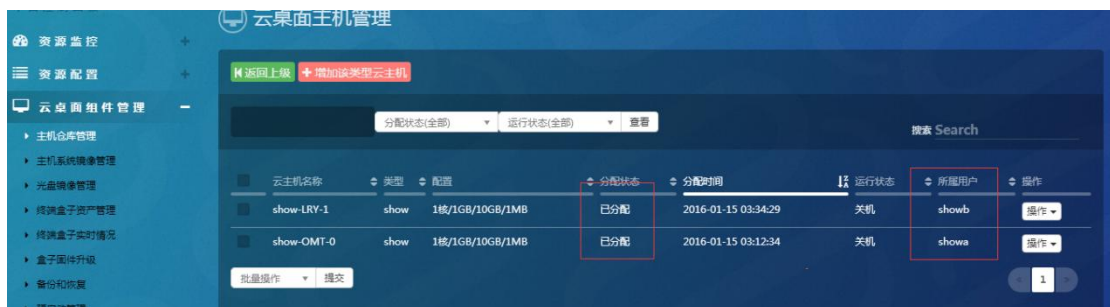 云桌面主机管理
资源监控 +
资源配置 +
返回上级 + 增加该类型云主机
云桌面组件管理 -
分配状态(全部) 运行状态(全部) 查看
搜索 Search
主机仓库管理
主机系统镜像管理
光盘镜像管理
终端盒子资产管理
终端盒子实时情况
盒子固件升级
备份和恢复
云主机名称 类型 配置 分配状态 分配时间 运行状态 所属用户 操作
show-LRY-1 show 1核/1GB/10GB/1MB 已分配 2016-01-15 03:34:29 关机 showb 操作
show-OMT-0 show 1核/1GB/10GB/1MB 已分配 2016-01-15 03:12:34 关机 showa 操作
批量操作 提交
1